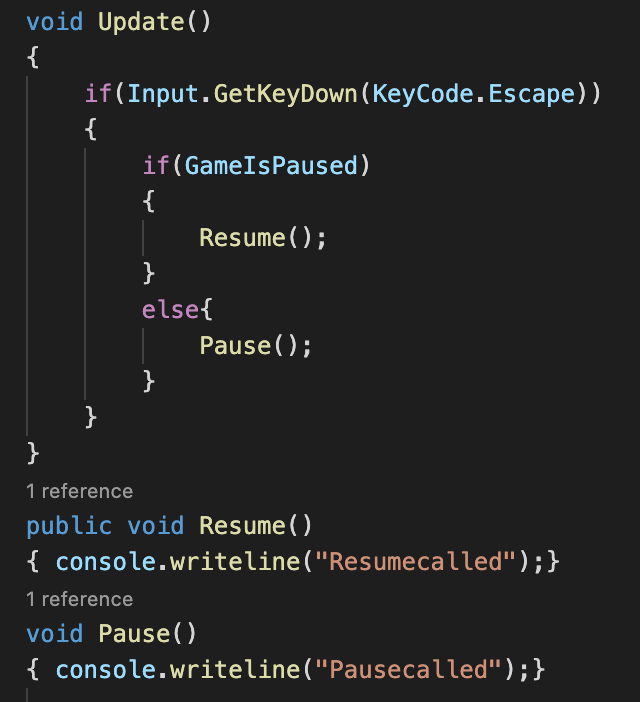 void Update()
{
if(Input.GetKeyDown(KeyCode.Escape))
{
if(GameIsPaused)
{
Resume();
}
else{
Pause();
}
}
}
1 reference
public void Resume()
{ console.writeline("Resumecalled");}
1 reference
void Pause()
{ console.writeline("Pausecalled");}